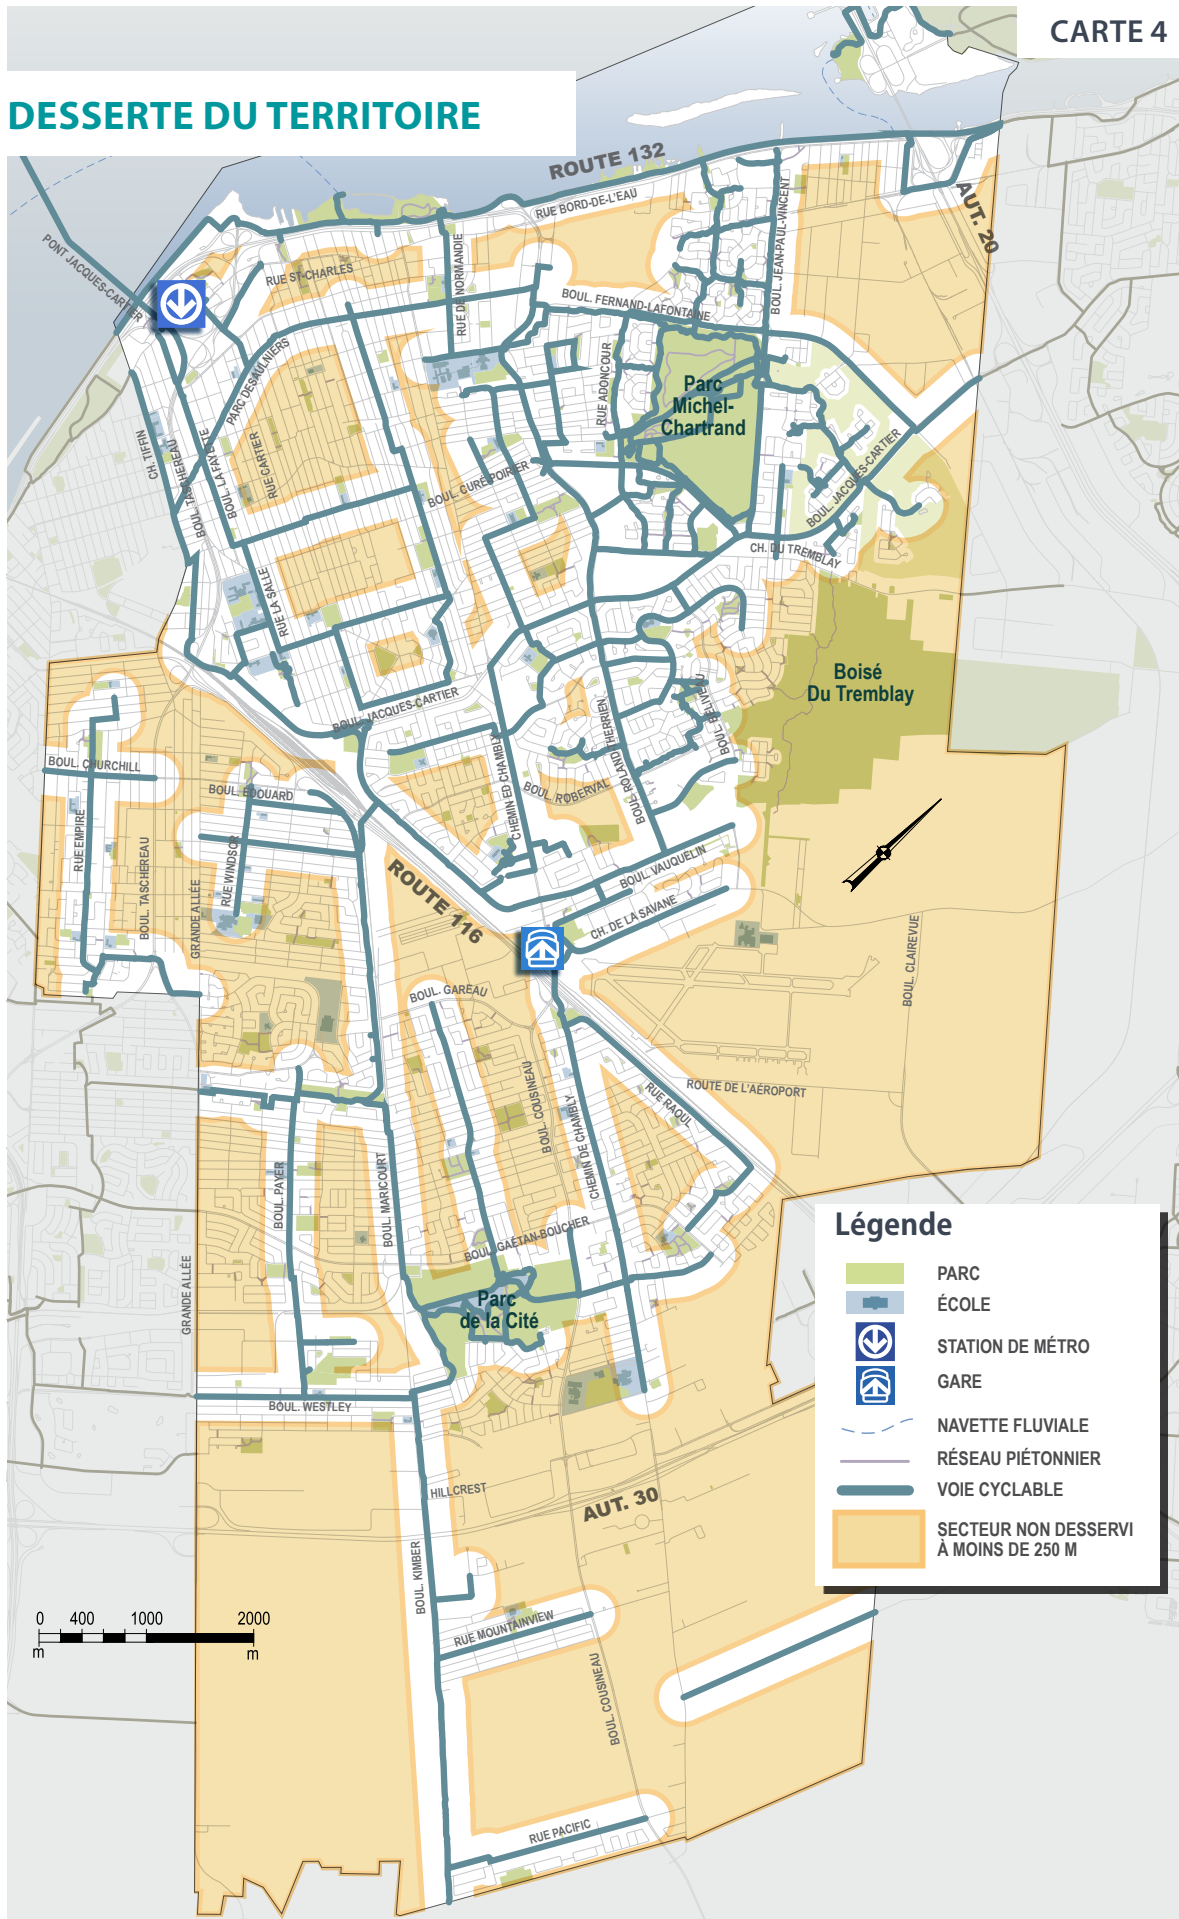 CARTE 4
DESSERTE DU TERRITOIRE
ROUTE 132
RUE BORD-DE-L'EAU
AUT. 20
PONT JACQUES-CARTIER
RUE ST-CHARLES
RUE DE NORMANDIE
BOUL. JEAN-PAUL-VINCENT
BOUL. FERNAND-LAFONTAINE
PARC DESAULNIERS
RUE ADONCOUR
Parc
Michel-
Chartrand
CH. TIFFIN
BOUL. TASCHEREAU
BOUL. LAFAYETTE
RUE CARTIER
BOUL. CURÉ-POIRIER
BOUL. JACQUES-CARTIER
CH. DU TREMBLAY
RUE LA SALLE
Boisé
Du Tremblay
BOUL. JACQUES-CARTIER
BOUL. ROLAND-THERRIEN
BOUL. BELIVEAU
CHEMIN ED CHAMBLY
BOUL. ROBERVAL
BOUL. CHURCHILL
BOUL. EDOUARD
RUE EMPIRE
BOUL. TASCHEREAU
GRANDE ALLÉE
RUE WINDSOR
ROUTE 116
BOUL. VAUQUELIN
CH. DE LA SAVANE
BOUL. CLAIREVUE
BOUL. GAREAU
BOUL. COUSINEAU
CHEMIN DE CHAMBLY
RUE RAOUL
ROUTE DE L'AÉROPORT
BOUL. PAYER
BOUL. MARICOURT
BOUL. GAÉTAN-BOUCHER
GRANDE ALLÉE
Parc
de la Cité
BOUL. WESTLEY
HILLCREST
AUT. 30
BOUL. KIMBER
RUE MOUNTAINVIEW
BOUL. COUSINEAU
RUE PACIFIC
Légende
PARC
ÉCOLE
STATION DE MÉTRO
GARE
NAVETTE FLUVIALE
RÉSEAU PIÉTONNIER
VOIE CYCLABLE
SECTEUR NON DESSERVI
À MOINS DE 250 M
0 400 1000 2000
m m